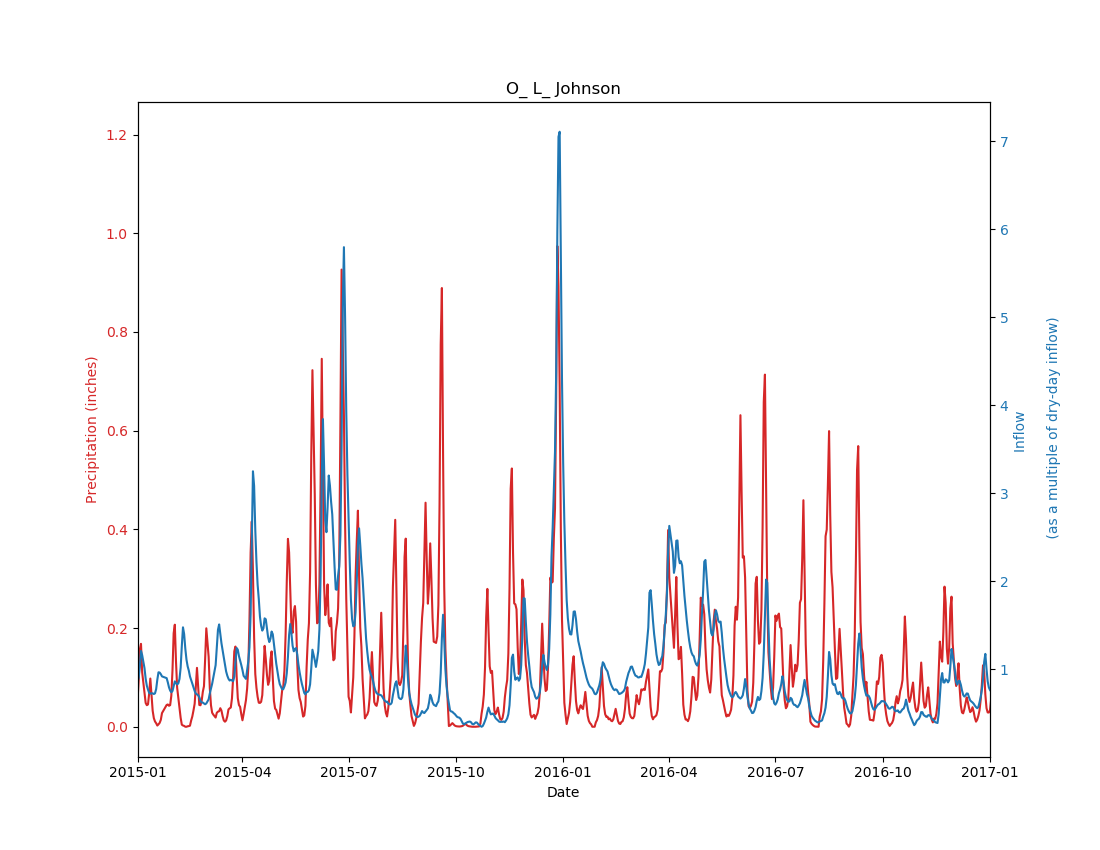 O_ L_ Johnson
1.2
1.0
0.8
0.6
0.4
0.2
0.0
Precipitation (inches)
7
6
5
4
3
2
1
Inflow
(as a multiple of dry-day inflow)
2015-01 2015-04 2015-07 2015-10 2016-01 2016-04 2016-07 2016-10 2017-01
Date